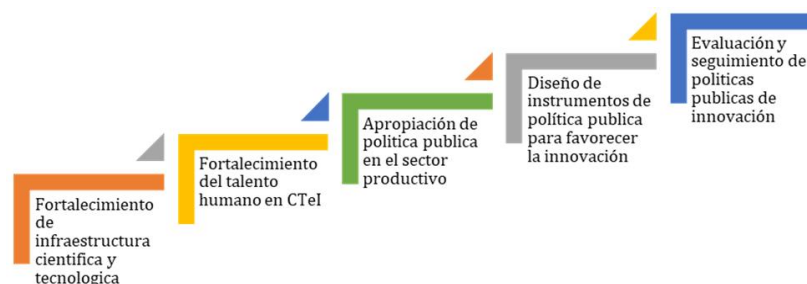 Fortalecimiento
de
infraestructura
cientifica y
tecnologica
Fortalecimiento
del talento
humano en CTeI
Apropiación de
politica publica
en el sector
productivo
Diseño de
instrumentos de
política publica
para favorecer
la innovación
Evaluación y
seguimiento de
politicas
publicas de
innovación